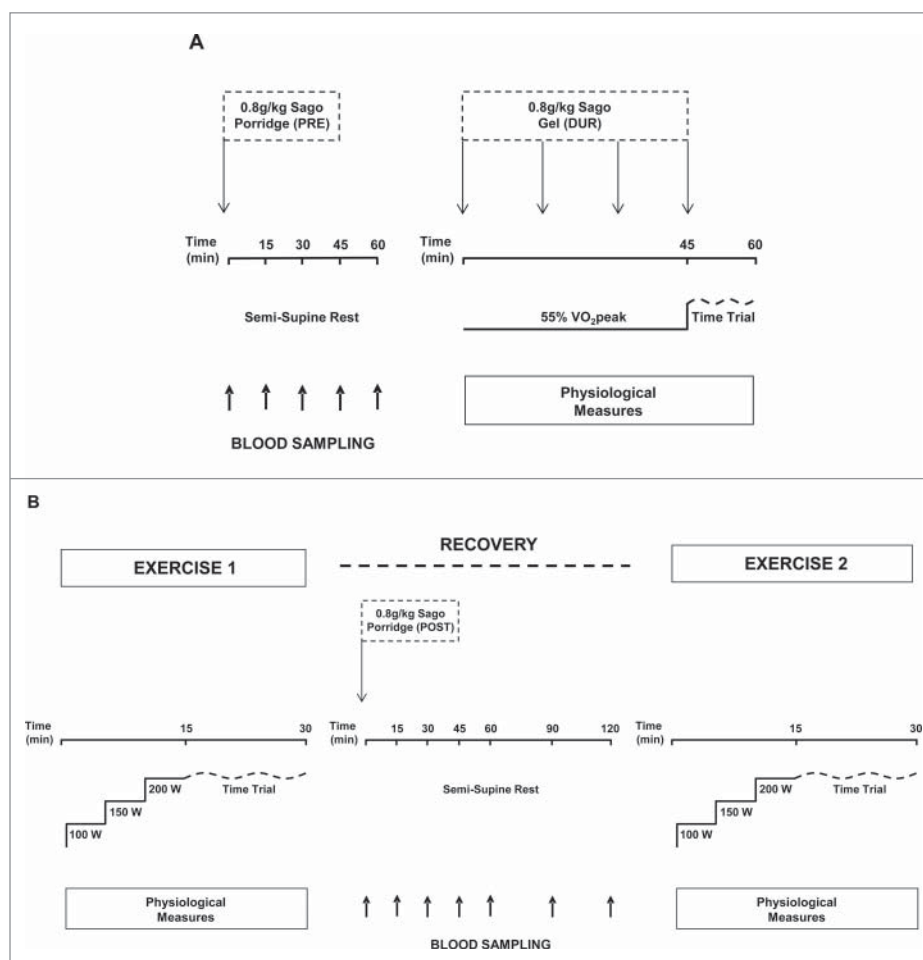 A
0.8g/kg Sago
Porridge (PRE)
0.8g/kg Sago
Gel (DUR)
Time
(min)
15 30 45 60
Time
(min)
45 60
Semi-Supine Rest
55% VO₂peak
Time Trial
Physiological
Measures
BLOOD SAMPLING
B
EXERCISE 1
RECOVERY
EXERCISE 2
0.8g/kg Sago
Porridge (POST)
Time
(min)
15 30
Time
(min)
15 30 45 60 90 120
Time
(min)
15 30
200 W
150 W
100 W
Time Trial
Semi-Supine Rest
200 W
150 W
100 W
Time Trial
Physiological
Measures
BLOOD SAMPLING
Physiological
Measures